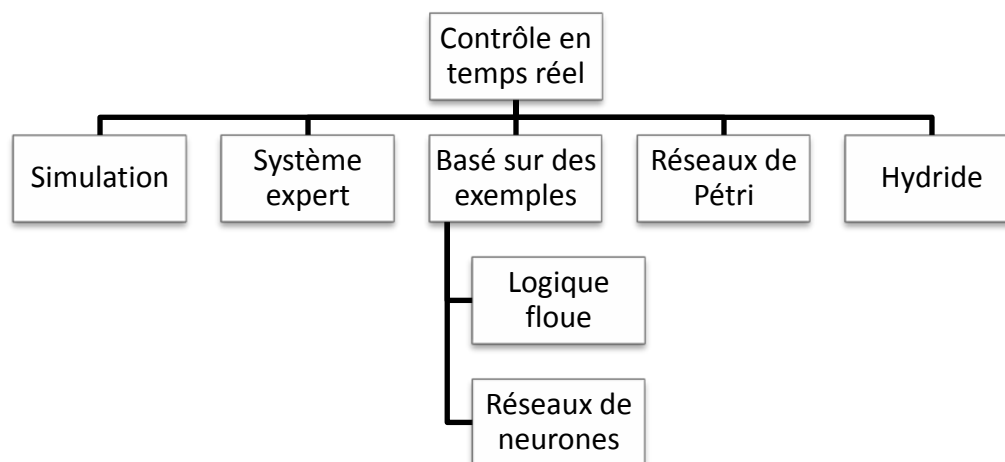 Contrôle en
temps réel
Simulation
Système
expert
Basé sur des
exemples
Réseaux de
Pétri
Hydride
Logique
floue
Réseaux de
neurones